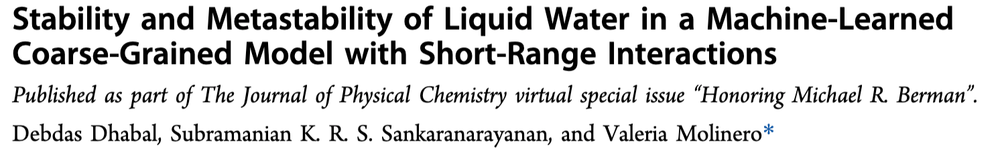 Stability and Metastability of Liquid Water in a Machine-Learned
Coarse-Grained Model with Short-Range Interactions
Published as part of The Journal of Physical Chemistry virtual special issue “Honoring Michael R. Berman”.
Debdas Dhabal, Subramanian K. R. S. Sankaranarayanan, and Valeria Molinero*